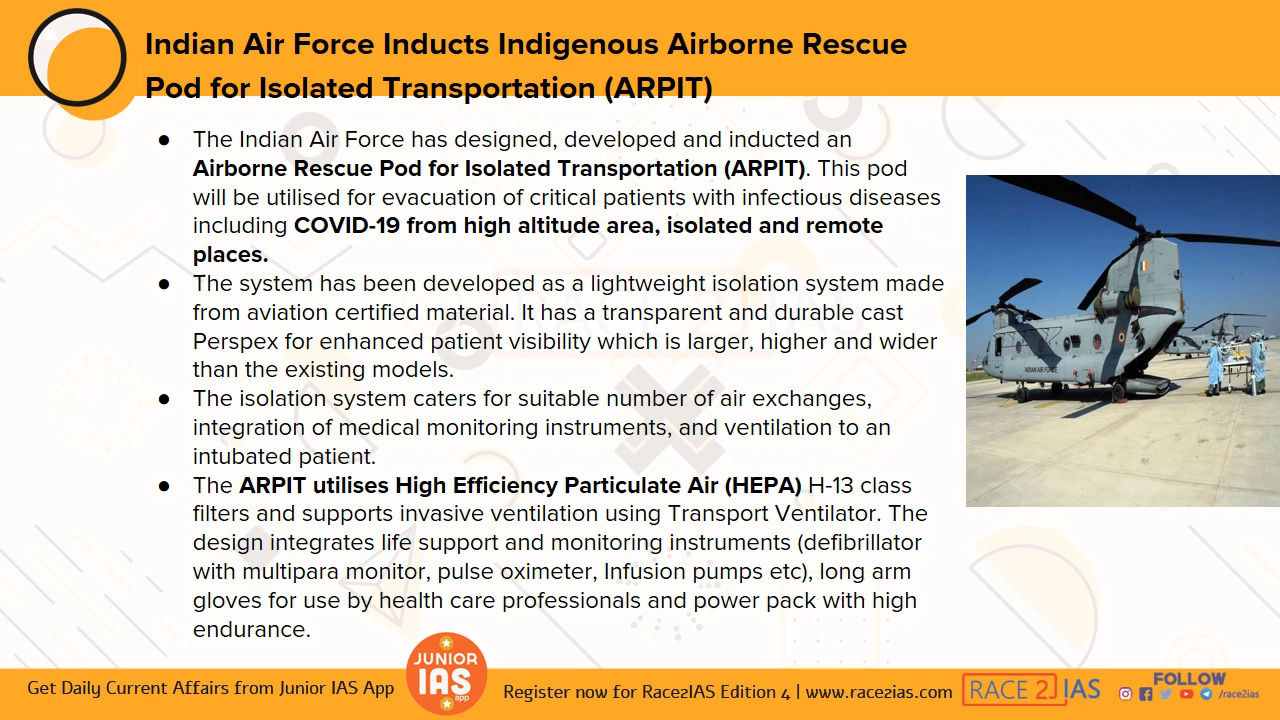 Indian Air Force Inducts Indigenous Airborne Rescue
Pod for Isolated Transportation (ARPIT)
● The Indian Air Force has designed, developed and inducted an
Airborne Rescue Pod for Isolated Transportation (ARPIT). This pod
will be utilised for evacuation of critical patients with infectious diseases
including COVID-19 from high altitude area, isolated and remote
places.
● The system has been developed as a lightweight isolation system made
from aviation certified material. It has a transparent and durable cast
Perspex for enhanced patient visibility which is larger, higher and wider
than the existing models.
● The isolation system caters for suitable number of air exchanges,
integration of medical monitoring instruments, and ventilation to an
intubated patient.
● The ARPIT utilises High Efficiency Particulate Air (HEPA) H-13 class
filters and supports invasive ventilation using Transport Ventilator. The
design integrates life support and monitoring instruments (defibrillator
with multipara monitor, pulse oximeter, Infusion pumps etc), long arm
gloves for use by health care professionals and power pack with high
endurance.
INDIAN AIR FORCE
RACE 2 IAS
Get Daily Current Affairs from Junior IAS App
JUNIOR
IAS
app
Register now for Race2IAS Edition 4 | www.race2ias.com
RACE 2 IAS
FOLLOW
/race2ias